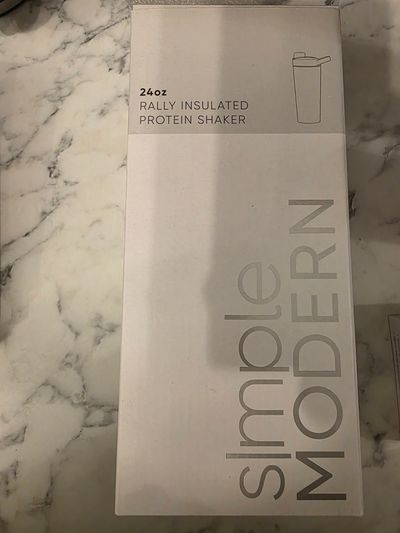 24oz
RALLY INSULATED
PROTEIN SHAKER
simple
MODERN